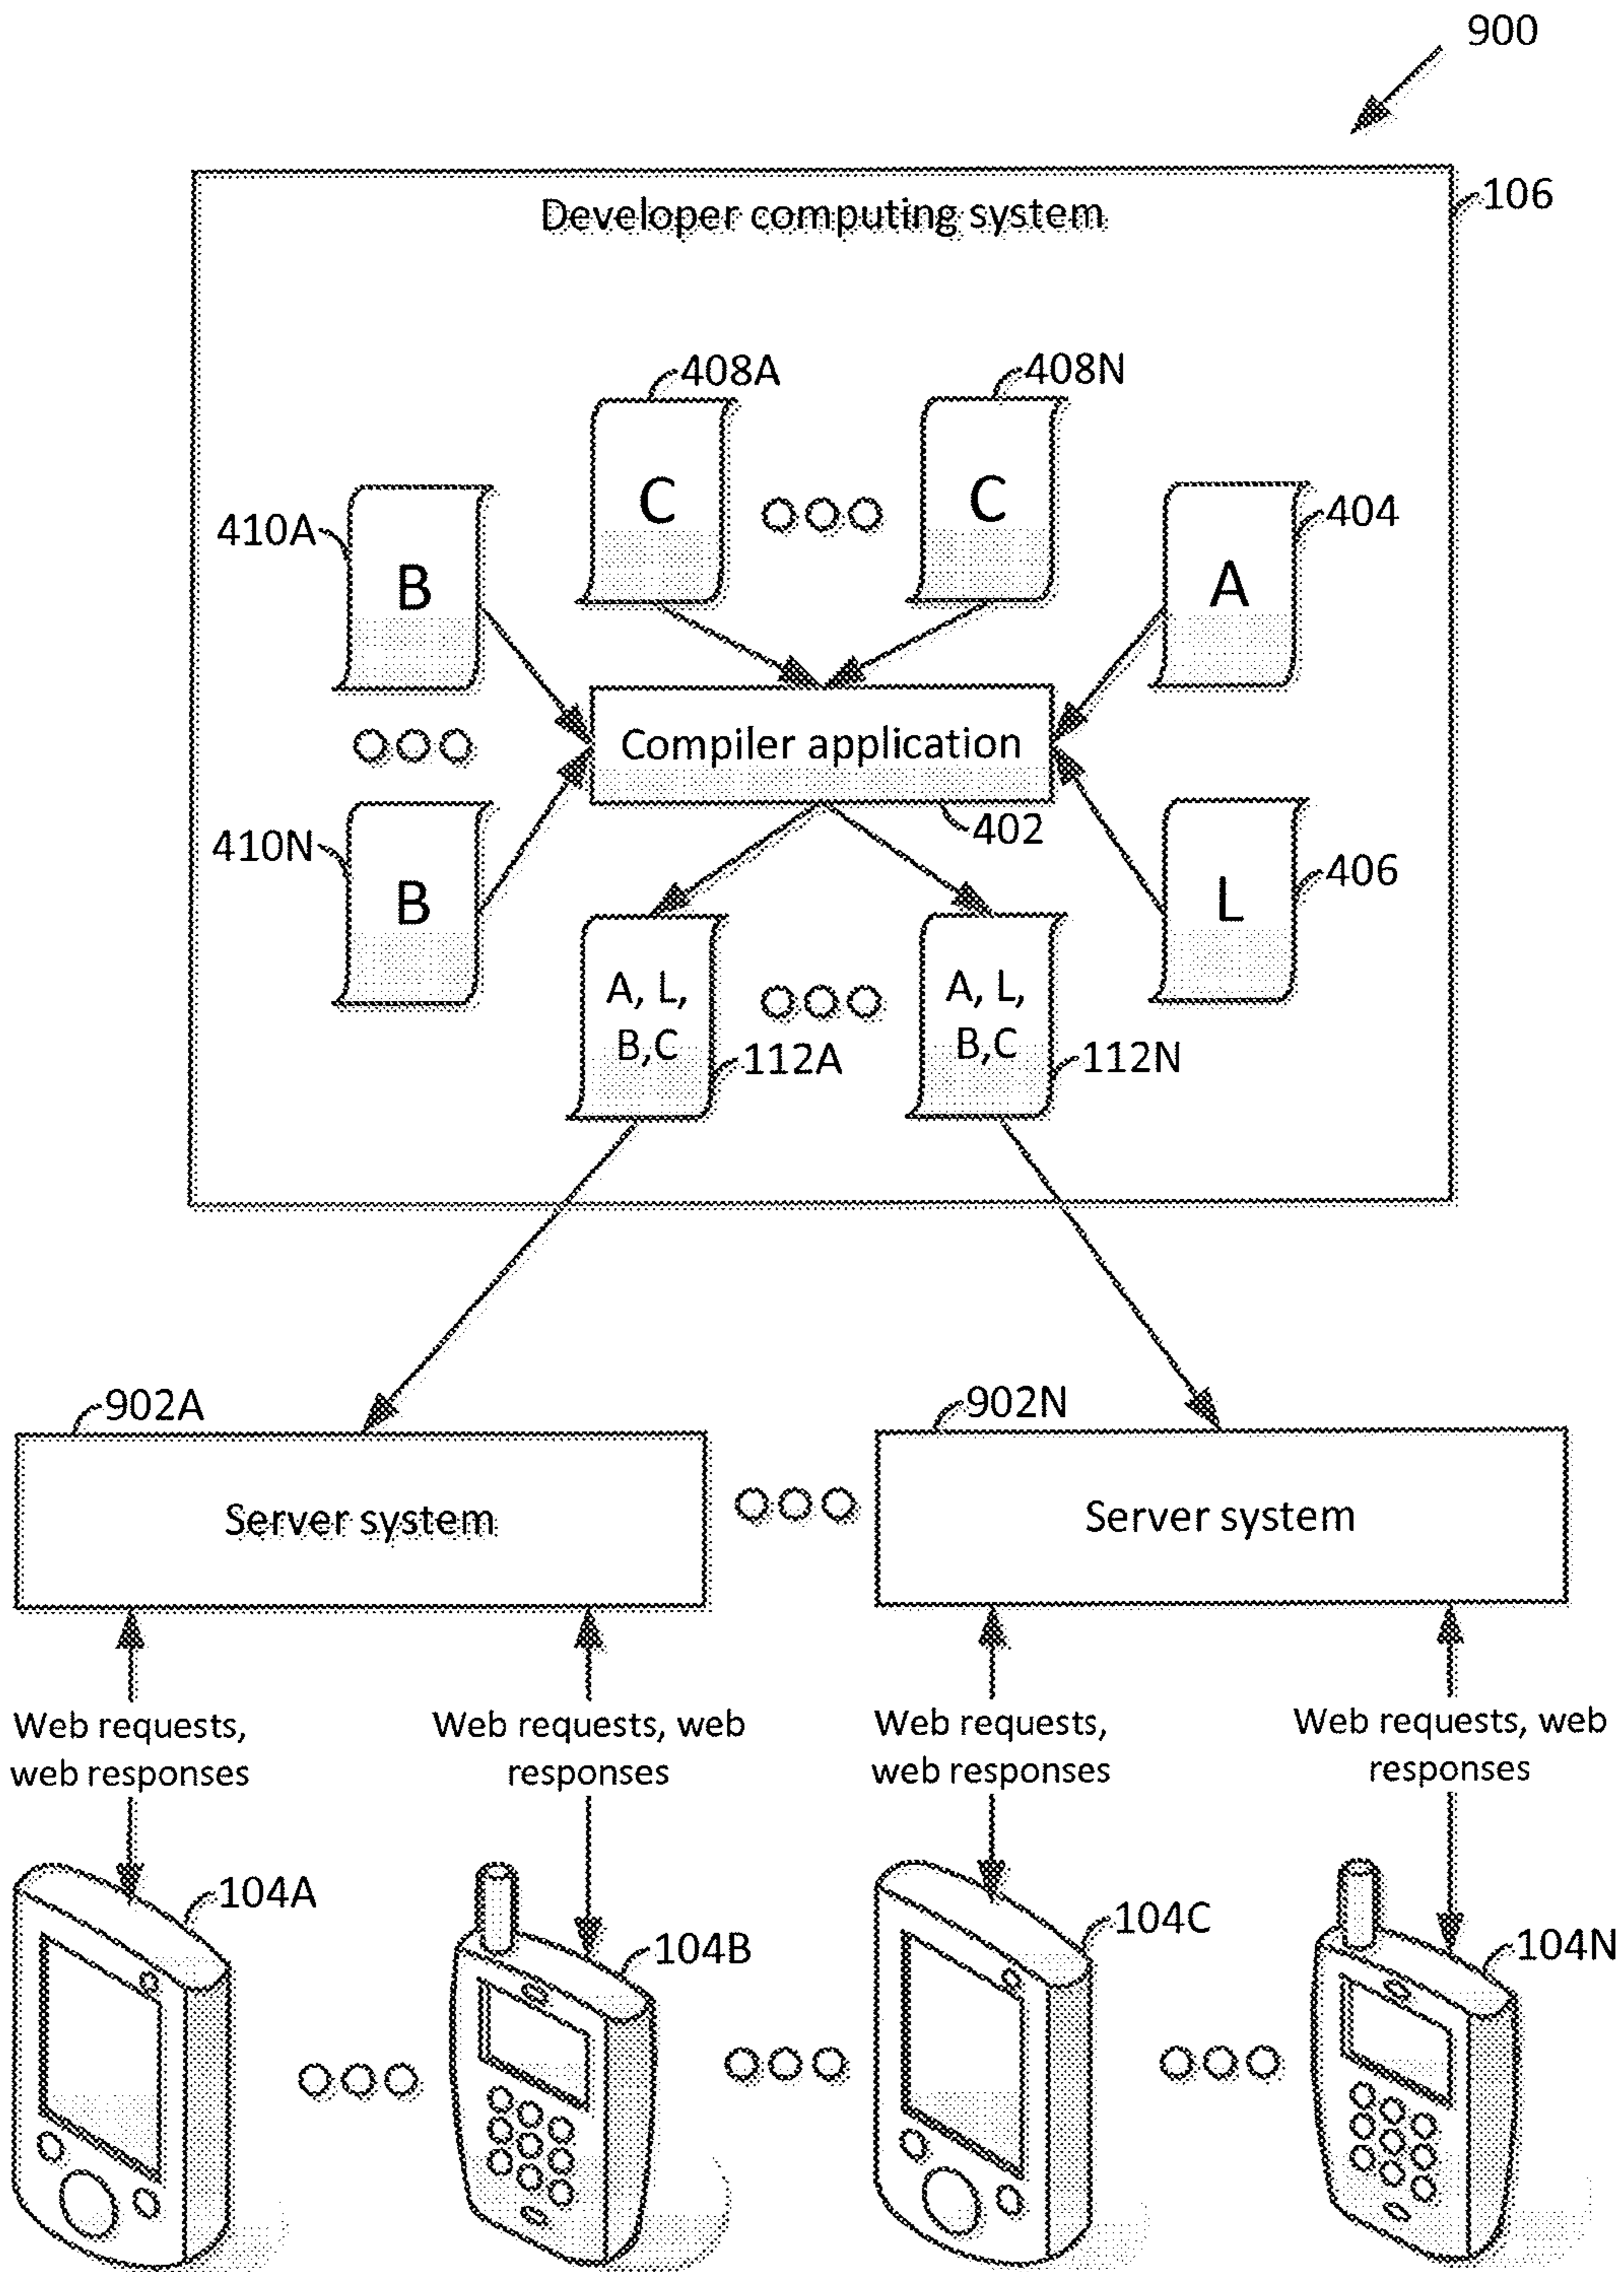 900
106
Developer computing system
408A
408N
C
C
410A
404
B
A
Compiler application
402
410N
406
B
L
A, L,
B,C
A, L,
B,C
112A
112N
902A
902N
Server system
Server system
Web requests,
web responses
Web requests, web
responses
Web requests,
web responses
Web requests, web
responses
104A
104B
104C
104N